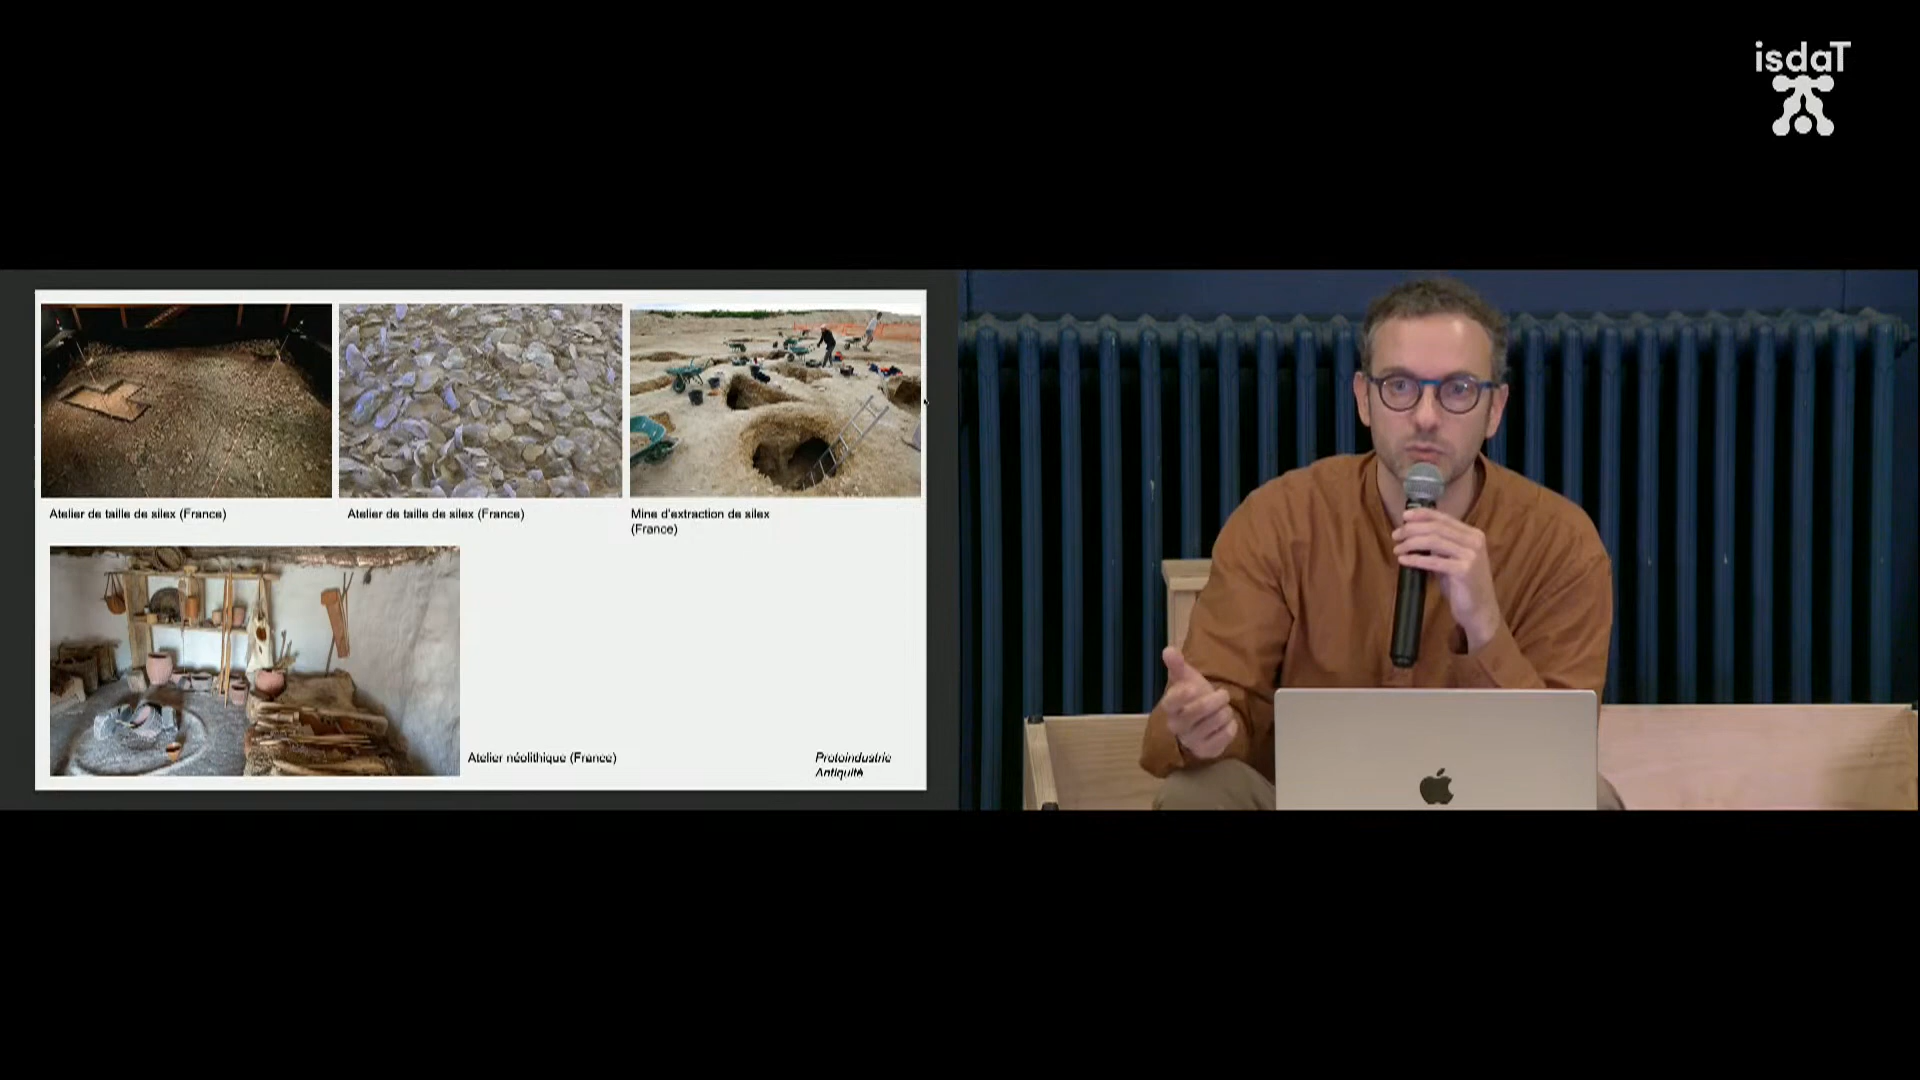 isdaT
Atelier de taille de silex (France)
Atelier de taille de silex (France)
Mine d'extraction de silex
(France)
Atelier néolithique (France)
Protoindustrie
Antiquité